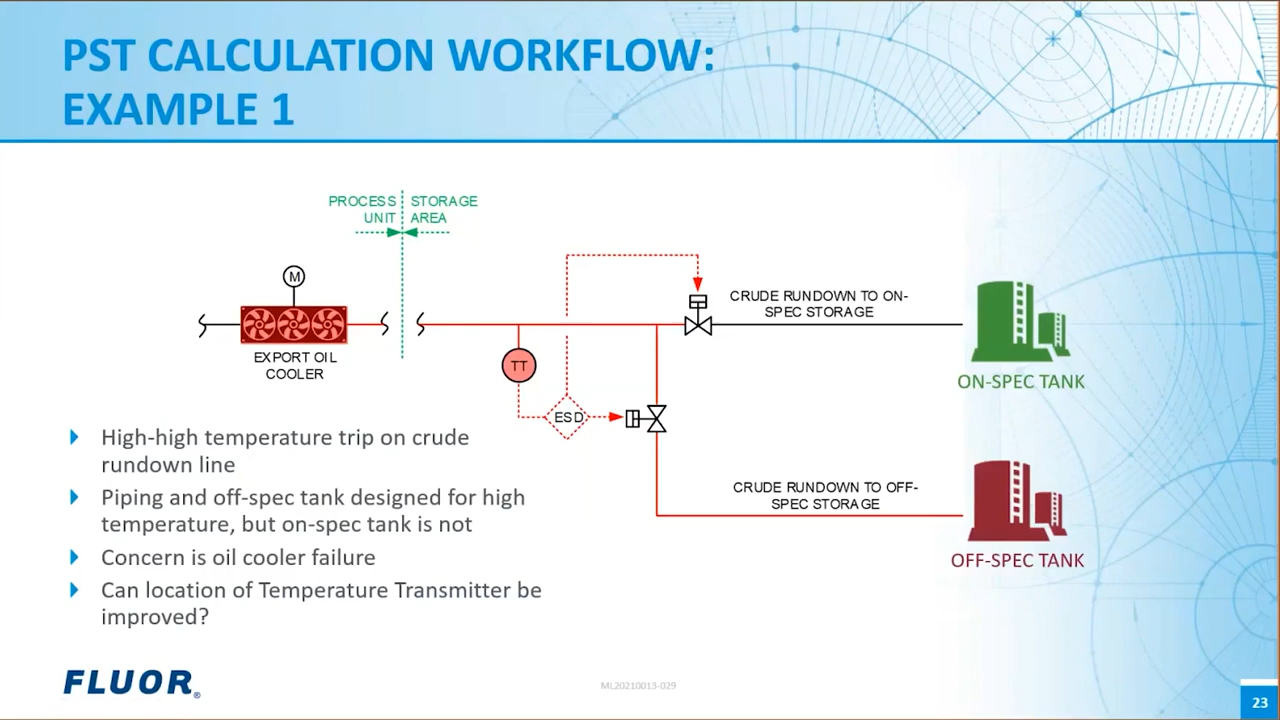 PST CALCULATION WORKFLOW:
EXAMPLE 1
PROCESS STORAGE
UNIT AREA
M
EXPORT OIL
COOLER
TT
ESD
CRUDE RUNDOWN TO ON-
SPEC STORAGE
ON-SPEC TANK
CRUDE RUNDOWN TO OFF-
SPEC STORAGE
OFF-SPEC TANK
High-high temperature trip on crude
rundown line
Piping and off-spec tank designed for high
temperature, but on-spec tank is not
Concern is oil cooler failure
Can location of Temperature Transmitter be
improved?
FLUOR®
ML20210013-029
23